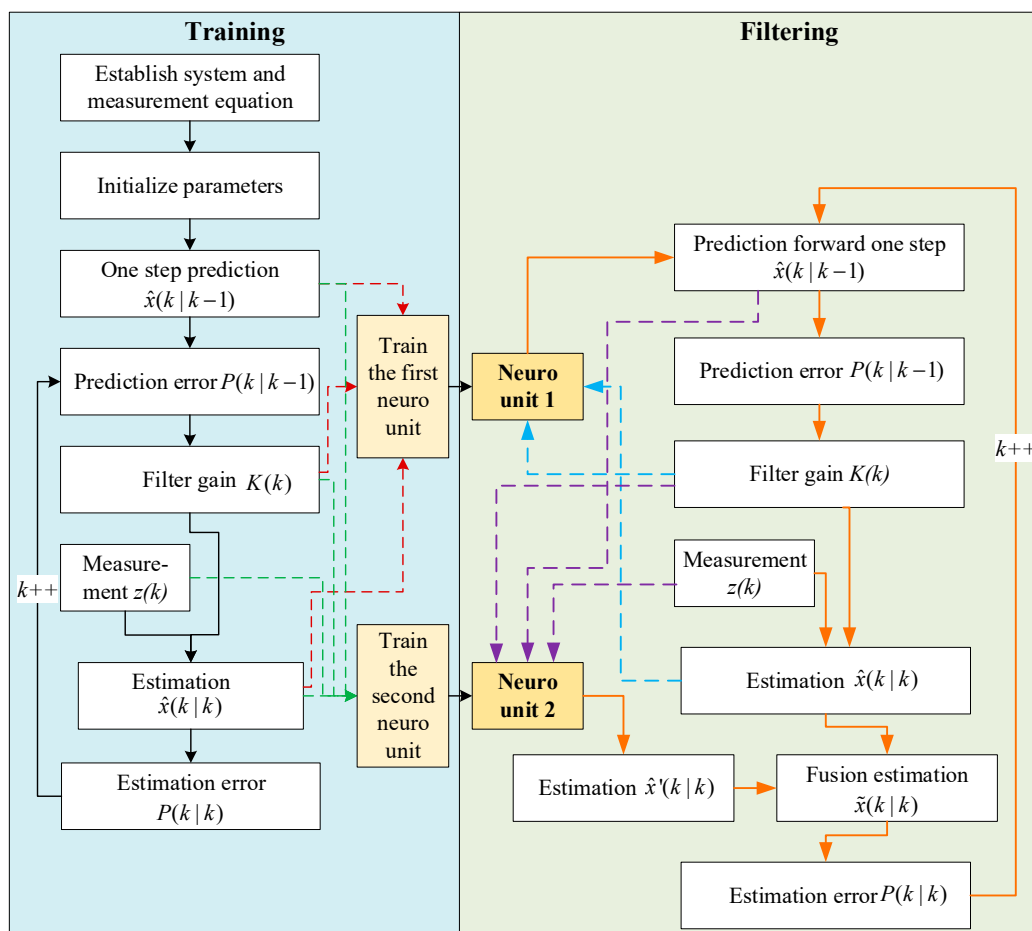 Training
Establish system and
measurement equation
Initialize parameters
One step prediction
x̂(k | k−1)
Prediction error P(k | k−1)
Filter gain K(k)
Measure-
ment z(k)
k++
Estimation
x̂(k | k)
Estimation error
P(k | k)
Train
the first
neuro
unit
Train
the
second
neuro
unit
Filtering
Neuro
unit 1
Neuro
unit 2
Prediction forward one step
x̂(k | k−1)
Prediction error P(k | k−1)
Filter gain K(k)
k++
Measurement
z(k)
Estimation x̂(k | k)
Estimation x̂'(k | k)
Fusion estimation
x̃(k | k)
Estimation error P(k | k)